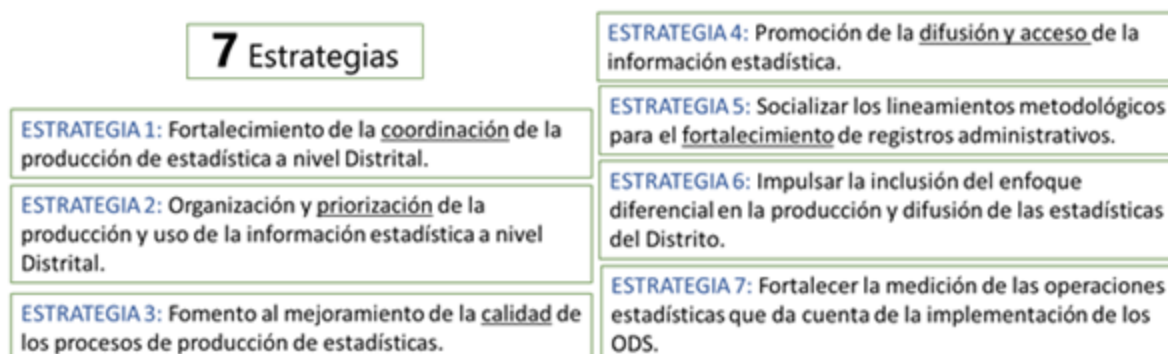 7 Estrategias
ESTRATEGIA 1: Fortalecimiento de la coordinación de la
producción de estadística a nivel Distrital.
ESTRATEGIA 2: Organización y priorización de la
producción y uso de la información estadística a nivel
Distrital.
ESTRATEGIA 3: Fomento al mejoramiento de la calidad de
los procesos de producción de estadísticas.
ESTRATEGIA 4: Promoción de la difusión y acceso de la
información estadística.
ESTRATEGIA 5: Socializar los lineamientos metodológicos
para el fortalecimiento de registros administrativos.
ESTRATEGIA 6: Impulsar la inclusión del enfoque
diferencial en la producción y difusión de las estadísticas
del Distrito.
ESTRATEGIA 7: Fortalecer la medición de las operaciones
estadísticas que da cuenta de la implementación de los
ODS.